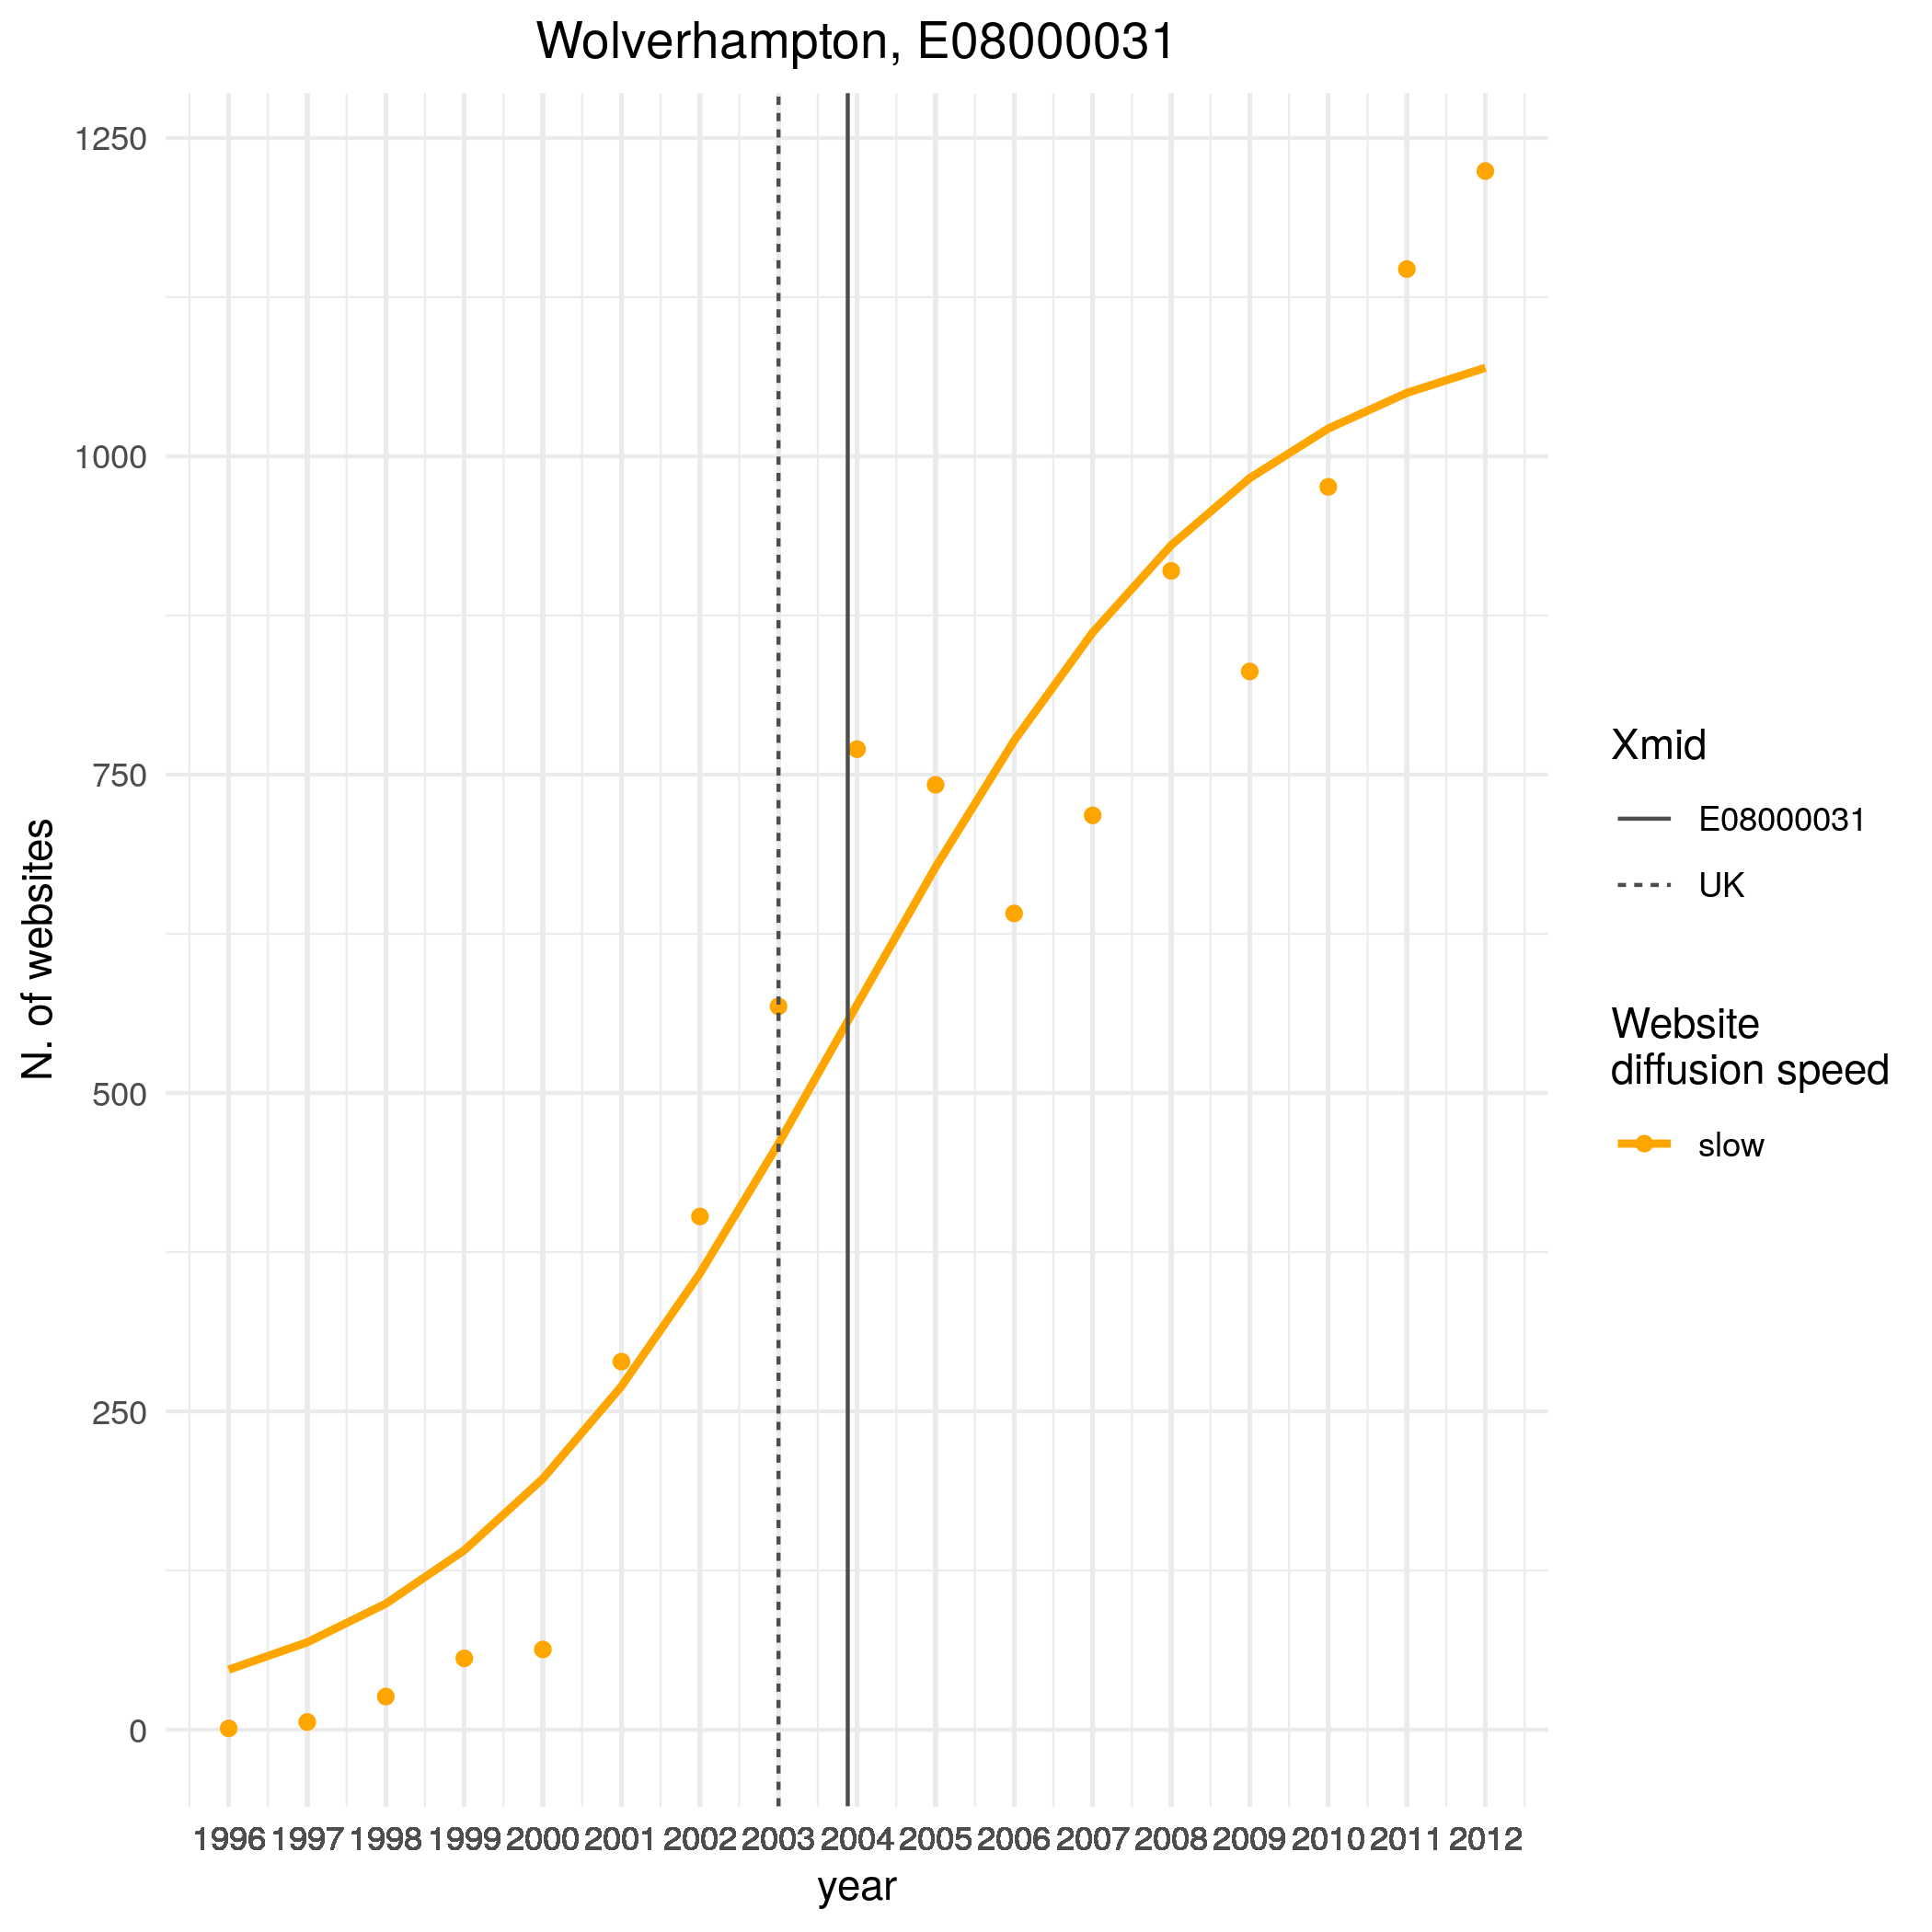 Wolverhampton, E08000031
1250
1000
750
500
250
0
N. of websites
1996 1997 1998 1999 2000 2001 2002 2003 2004 2005 2006 2007 2008 2009 2010 2011 2012
year
Xmid
E08000031
UK
Website
diffusion speed
slow